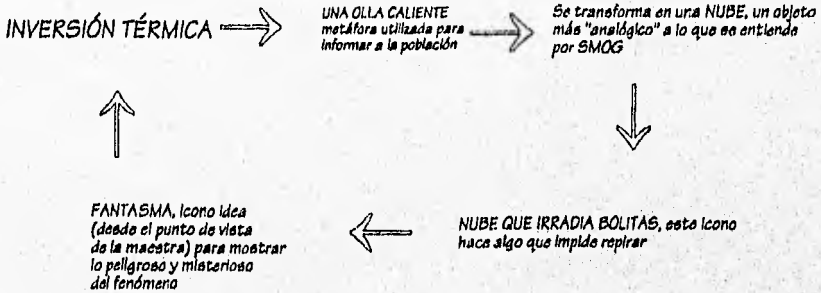 INVERSIÓN TÉRMICA
UNA OLLA CALIENTE
metáfora utilizada para
informar a la población
Se transforma en una NUBE, un objeto
más "analógico" a lo que se entiende
por SMOG
NUBE QUE IRRADIA BOLITAS, este icono
hace algo que impide repirar
FANTASMA, icono idea
(desde el punto de vista
de la maestra) para mostrar
lo peligroso y misterioso
del fenómeno